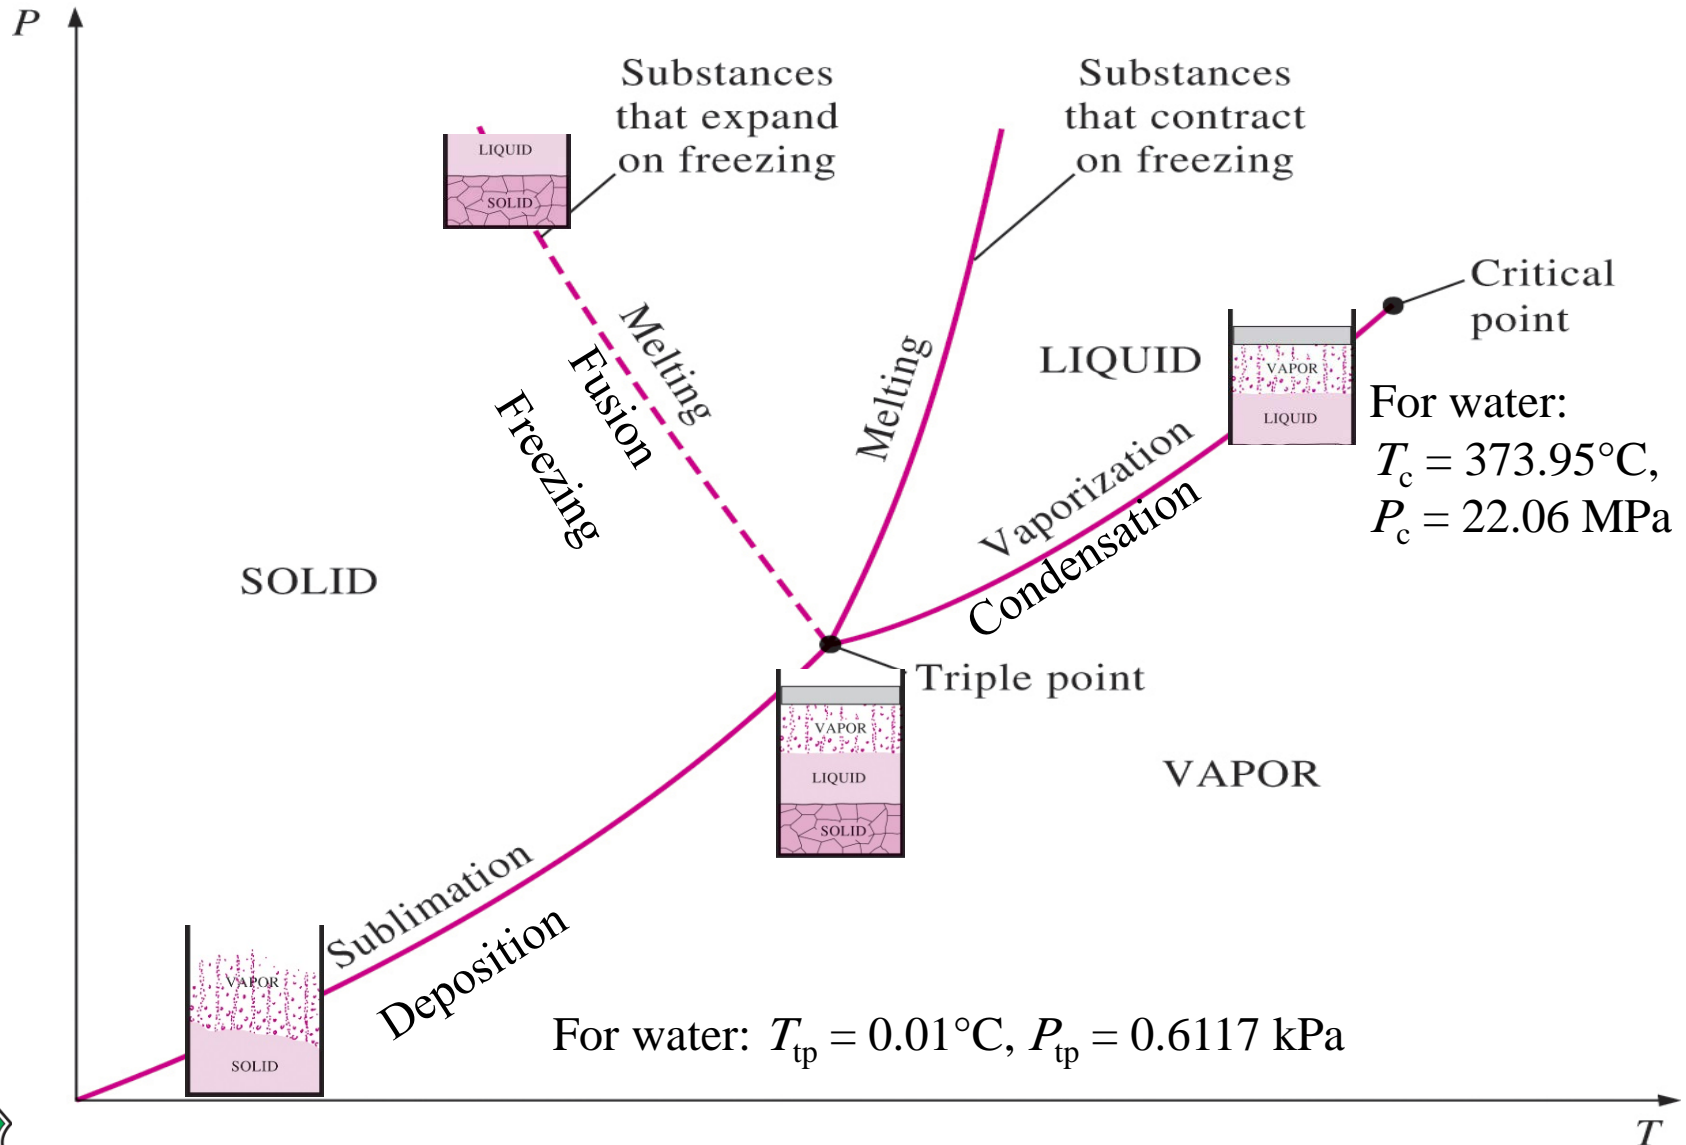 P
Substances
that expand
on freezing
Substances
that contract
on freezing
LIQUID
SOLID
Critical
point
Melting
Fusion
Freezing
Melting
LIQUID
VAPOR
LIQUID
For water:
Tc = 373.95°C,
Pc = 22.06 MPa
Vaporization
Condensation
SOLID
Triple point
VAPOR
LIQUID
SOLID
VAPOR
Sublimation
Deposition
VAPOR
SOLID
For water: Ttp = 0.01°C, Ptp = 0.6117 kPa
T